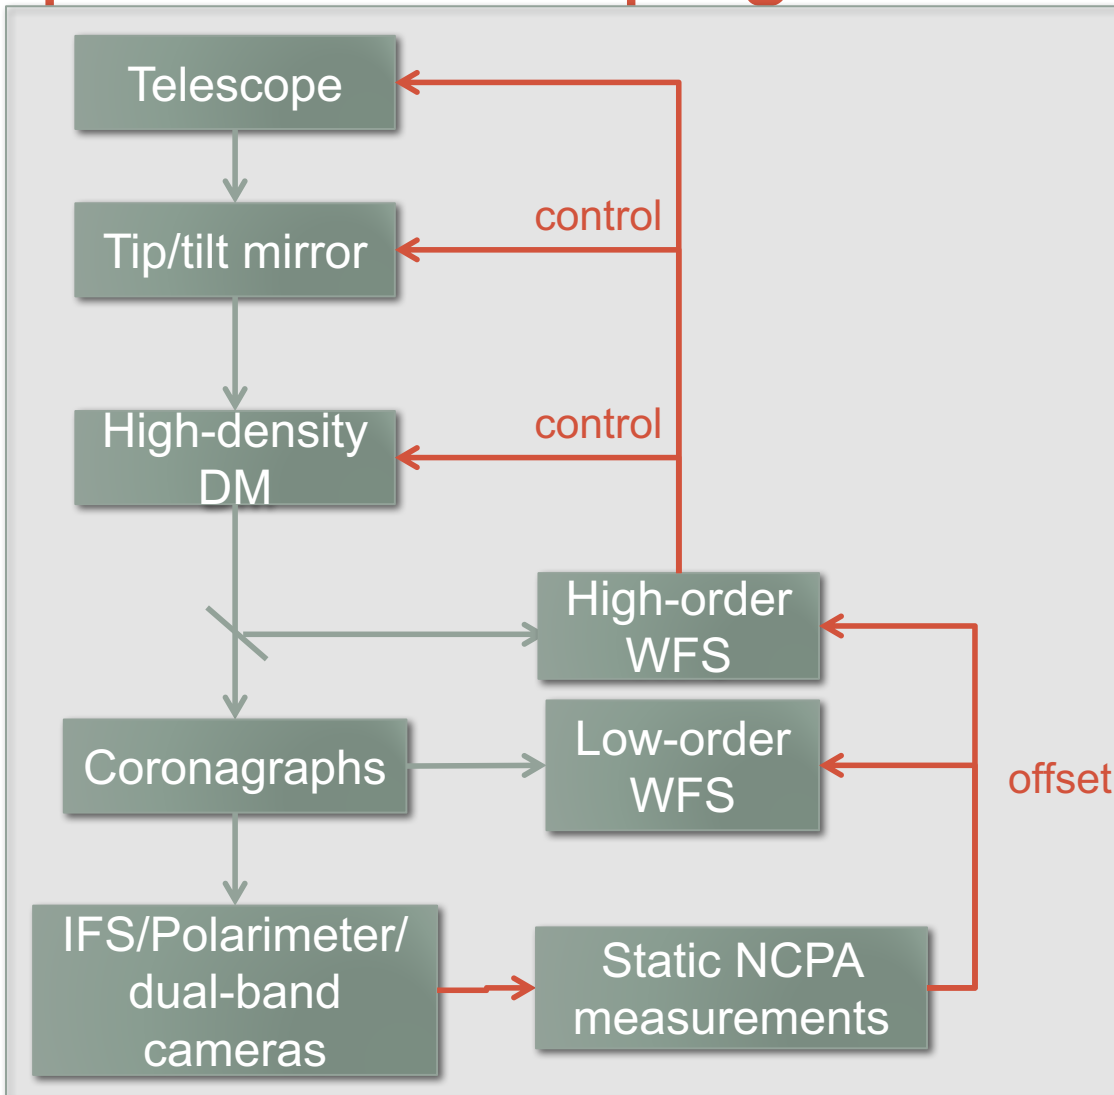 Telescope
control
Tip/tilt mirror
High-density
DM
control
High-order
WFS
Coronagraphs
Low-order
WFS
offset
IFS/Polarimeter/
dual-band
cameras
Static NCPA
measurements